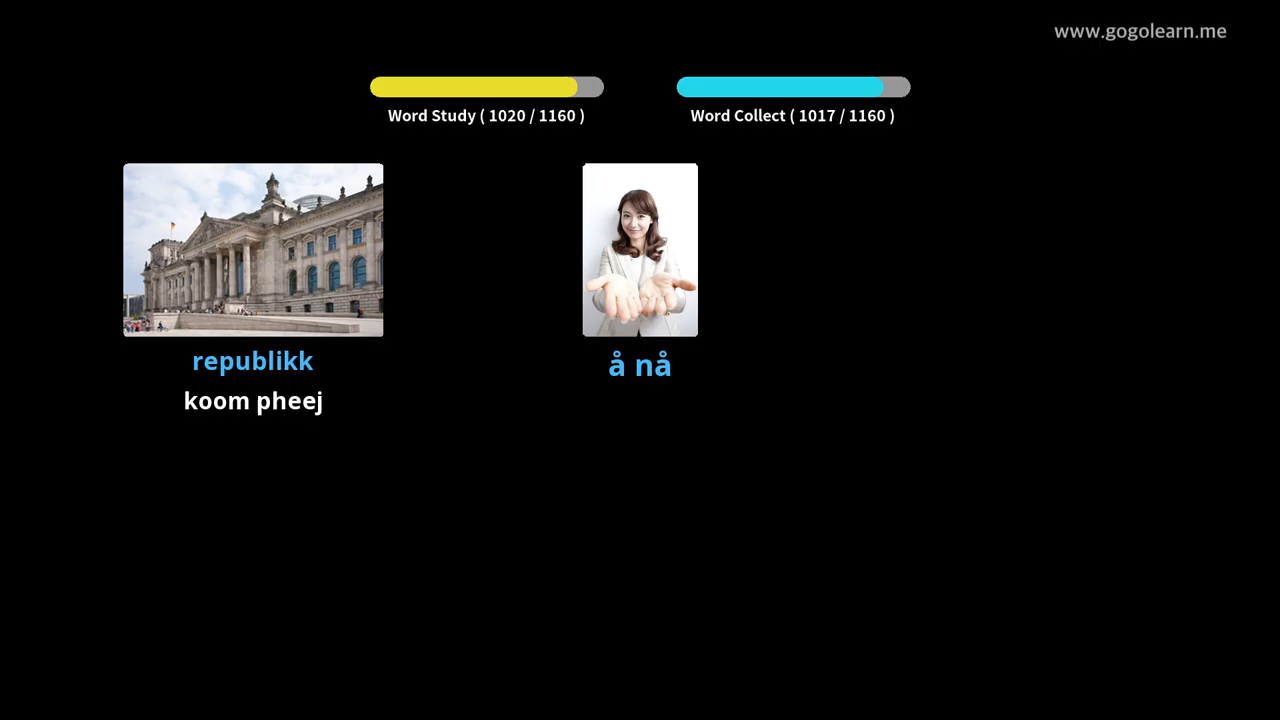 www.gogolearn.me
Word Study ( 1020 / 1160 )
Word Collect ( 1017 / 1160 )
republikk
koom pheej
å nå